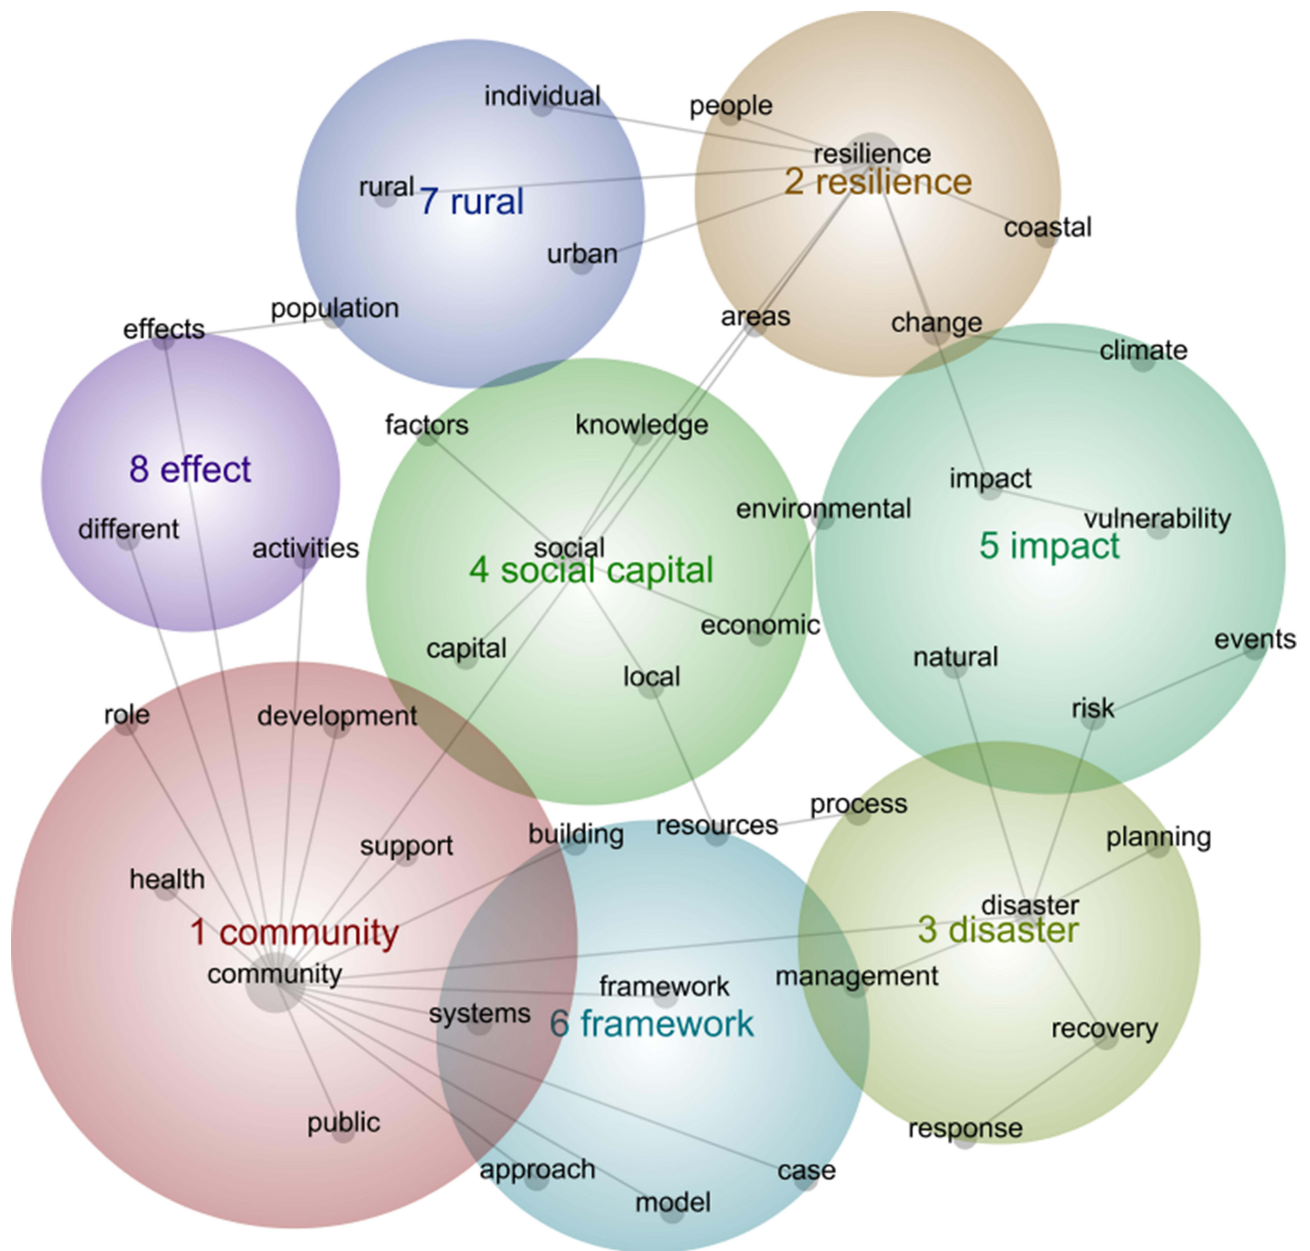 individual
people
resilience
2 resilience
rural
7 rural
coastal
urban
population
effects
areas
change
climate
factors
knowledge
8 effect
impact
environmental
vulnerability
different
activities
social
4 social capital
5 impact
economic
capital
events
natural
local
role
development
risk
process
resources
building
planning
support
health
disaster
3 disaster
1 community
community
management
framework
systems
6 framework
recovery
public
response
approach
case
model